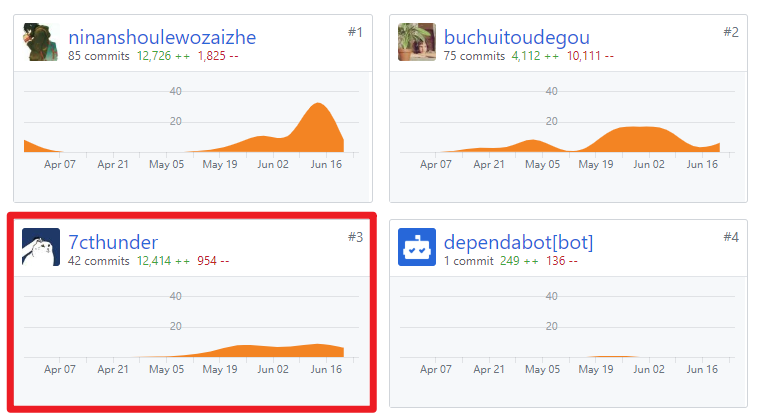 ninanshoulewozaizhe #1
85 commits 12,726 ++ 1,825 --
40
20
Apr 07 Apr 21 May 05 May 19 Jun 02 Jun 16
buchuitoudegou #2
75 commits 4,112 ++ 10,111 --
40
20
Apr 07 Apr 21 May 05 May 19 Jun 02 Jun 16
7cthunder #3
42 commits 12,414 ++ 954 --
40
20
Apr 07 Apr 21 May 05 May 19 Jun 02 Jun 16
dependabot[bot] #4
1 commit 249 ++ 136 --
40
20
Apr 07 Apr 21 May 05 May 19 Jun 02 Jun 16